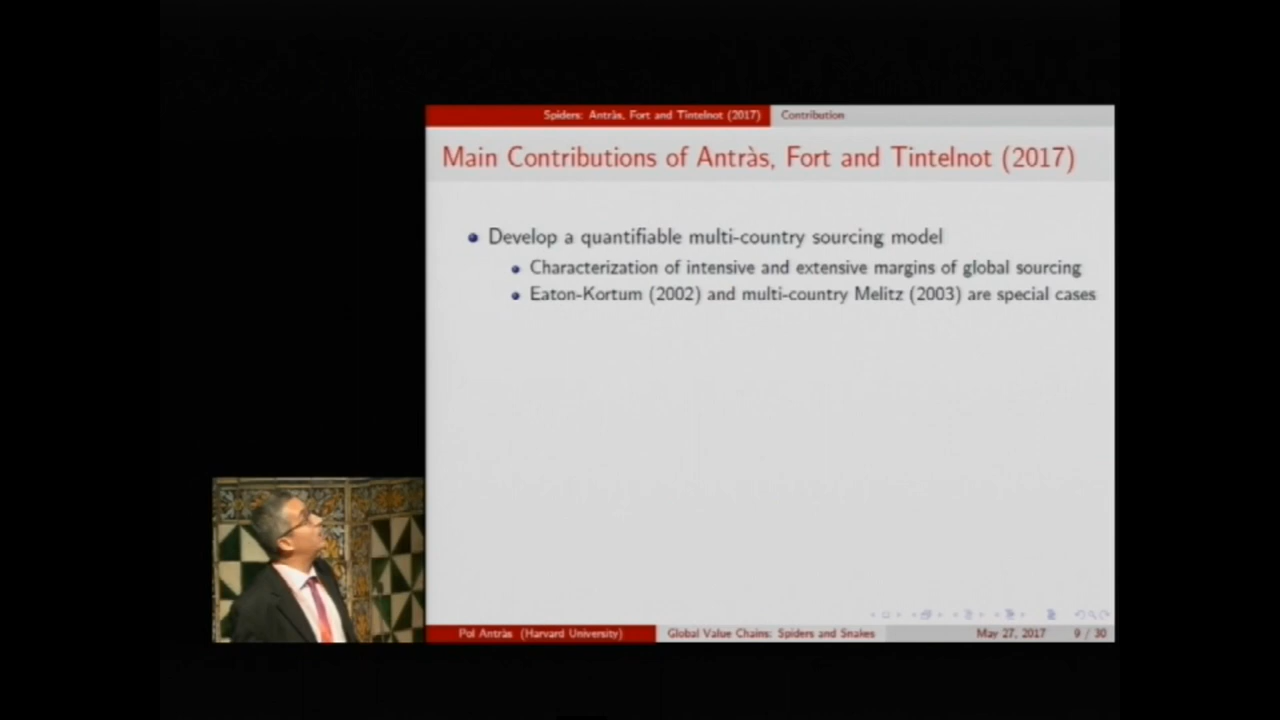 Spiders: Antràs, Fort and Tintelnot (2017) Contribution
Main Contributions of Antràs, Fort and Tintelnot (2017)
Develop a quantifiable multi-country sourcing model
Characterization of intensive and extensive margins of global sourcing
Eaton-Kortum (2002) and multi-country Melitz (2003) are special cases
Pol Antràs (Harvard University) Global Value Chains: Spiders and Snakes May 27, 2017 9 / 30